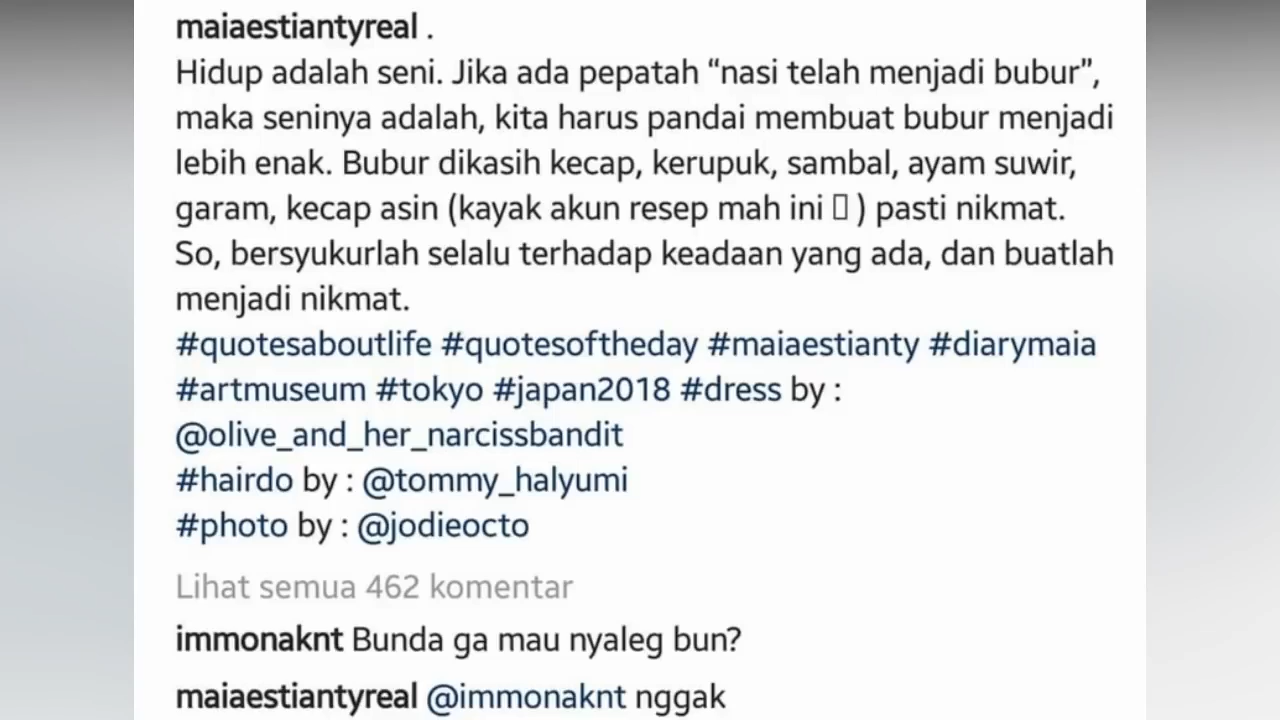 maiaestiantyreal .
Hidup adalah seni. Jika ada pepatah “nasi telah menjadi bubur”,
maka seninya adalah, kita harus pandai membuat bubur menjadi
lebih enak. Bubur dikasih kecap, kerupuk, sambal, ayam suwir,
garam, kecap asin (kayak akun resep mah ini ▯) pasti nikmat.
So, bersyukurlah selalu terhadap keadaan yang ada, dan buatlah
menjadi nikmat.
#quotesaboutlife #quotesoftheday #maiaestianty #diarymaia
#artmuseum #tokyo #japan2018 #dress by :
@olive_and_her_narcissbandit
#hairdo by : @tommy_halyumi
#photo by : @jodieocto
Lihat semua 462 komentar
immonaknt Bunda ga mau nyaleg bun?
maiaestiantyreal @immonaknt nggak